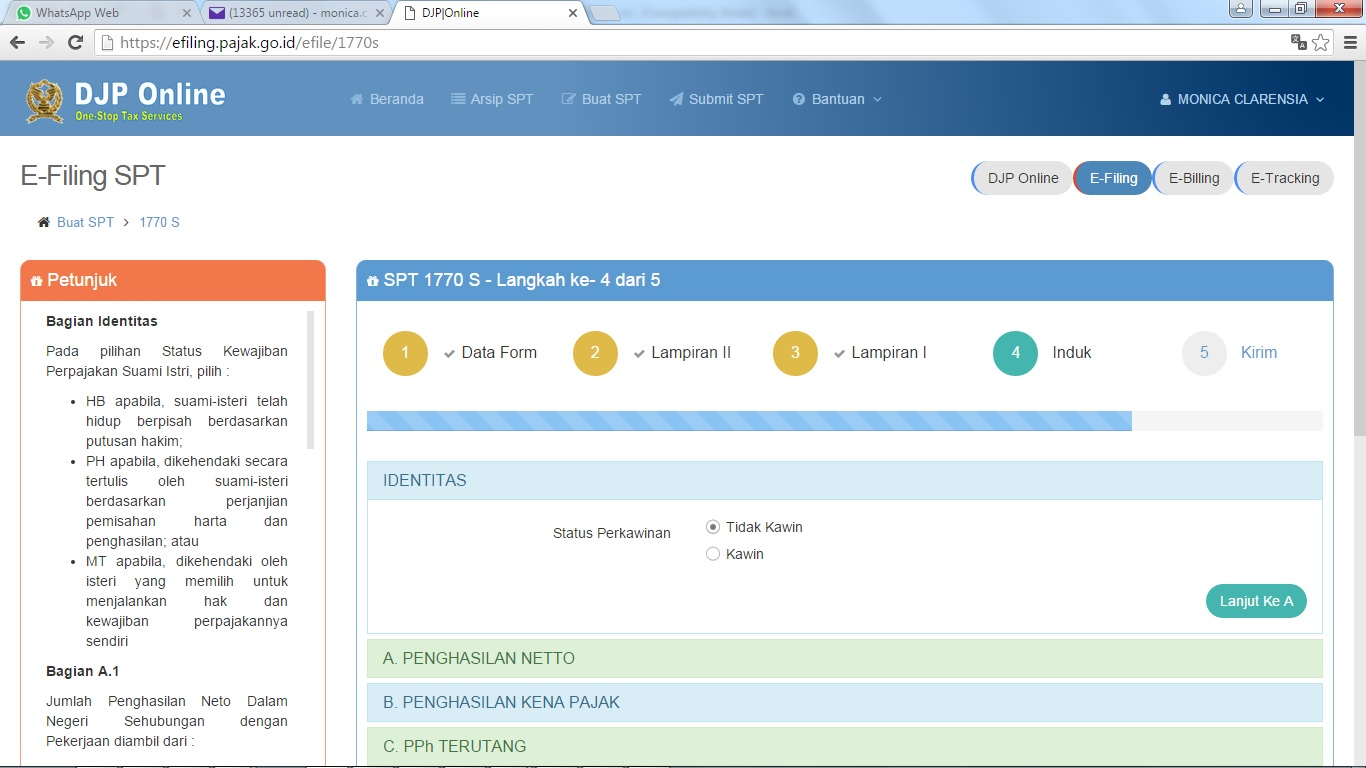 WhatsApp Web
(13365 unread) - monica.c
DJP|Online
https://efiling.pajak.go.id/efile/1770s
DJP Online
One-Stop Tax Services
Beranda
Arsip SPT
Buat SPT
Submit SPT
Bantuan
MONICA CLARENSIA
E-Filing SPT
DJP Online
E-Filing
E-Billing
E-Tracking
Buat SPT > 1770 S
Petunjuk
Bagian Identitas
Pada pilihan Status Kewajiban
Perpajakan Suami Istri, pilih :
• HB apabila, suami-isteri telah
hidup berpisah berdasarkan
putusan hakim;
• PH apabila, dikehendaki secara
tertulis oleh suami-isteri
berdasarkan perjanjian
pemisahan harta dan
penghasilan; atau
• MT apabila, dikehendaki oleh
isteri yang memilih untuk
menjalankan hak dan
kewajiban perpajakannya
sendiri
Bagian A.1
Jumlah Penghasilan Neto Dalam
Negeri Sehubungan dengan
Pekerjaan diambil dari :
SPT 1770 S - Langkah ke- 4 dari 5
1 Data Form
2 Lampiran II
3 Lampiran I
4 Induk
5 Kirim
IDENTITAS
Status Perkawinan
Tidak Kawin
Kawin
Lanjut Ke A
A. PENGHASILAN NETTO
B. PENGHASILAN KENA PAJAK
C. PPh TERUTANG